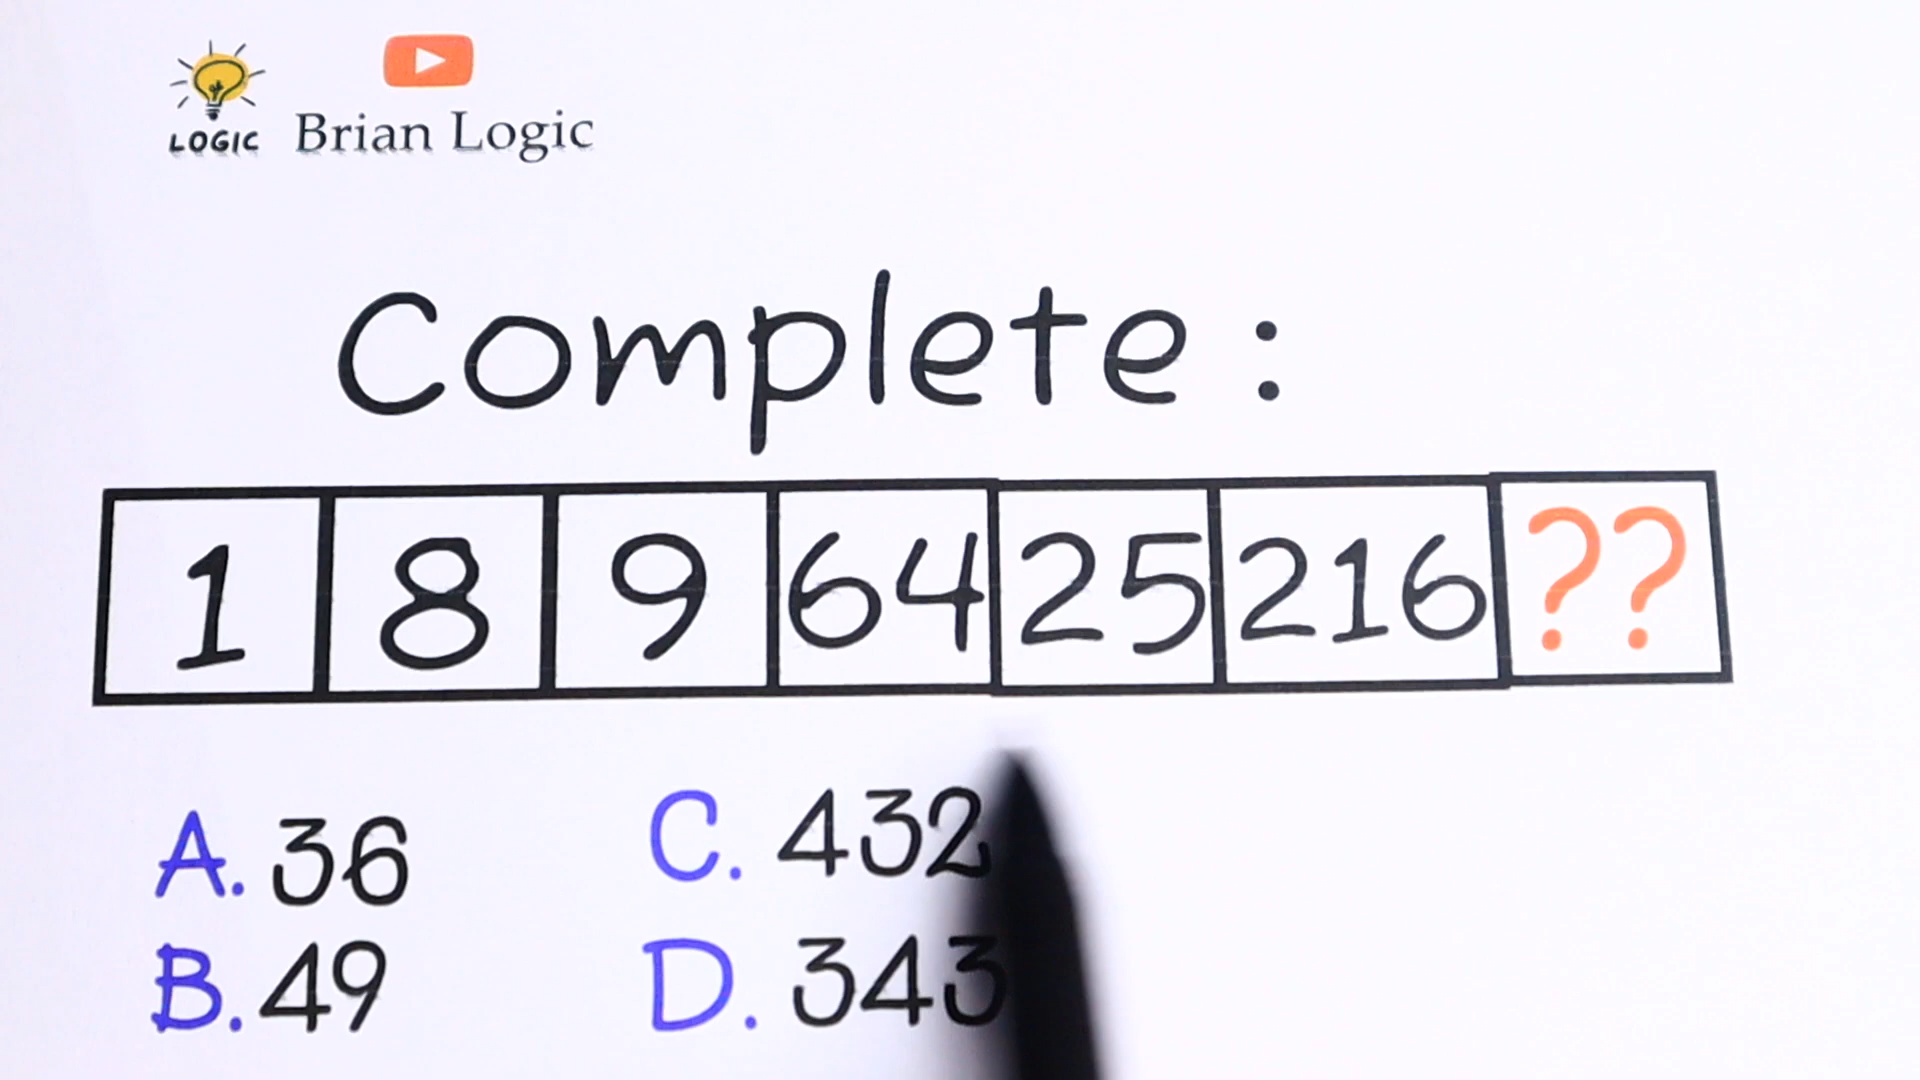 LOGIC Brian Logic
Complete :
1 8 9 64 25 216 ??
A. 36 C. 432
B. 49 D. 343